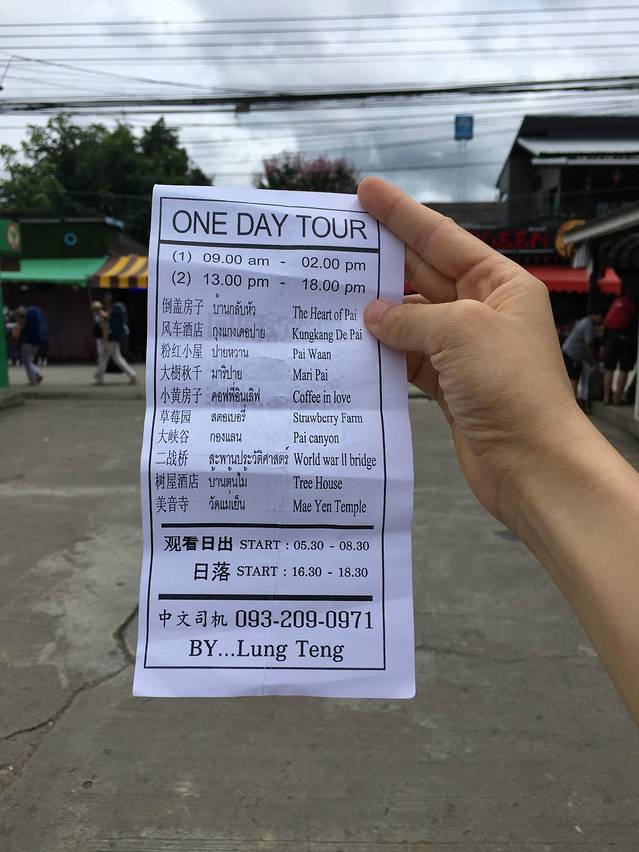 ONE DAY TOUR
(1) 09.00 am - 02.00 pm
(2) 13.00 pm - 18.00 pm
倒盖房子 บ้านกลับหัว The Heart of Pai
风车酒店 กุงแกงเดอปาย Kungkang De Pai
粉红小屋 ปายหวาน Pai Waan
大樹秋千 มาริปาย Mari Pai
小黄房子 คอฟฟี่อินเลิฟ Coffee in love
草莓园 สตอเบอรี่ Strawberry Farm
大峡谷 กองแลน Pai canyon
二战桥 สะพานประวัติศาสตร์ World war ll bridge
树屋酒店 บ้านต้นไม้ Tree House
美音寺 วัดแม่เย็น Mae Yen Temple
观看日出 START : 05.30 - 08.30
日落 START : 16.30 - 18.30
中文司机 093-209-0971
BY...Lung Teng